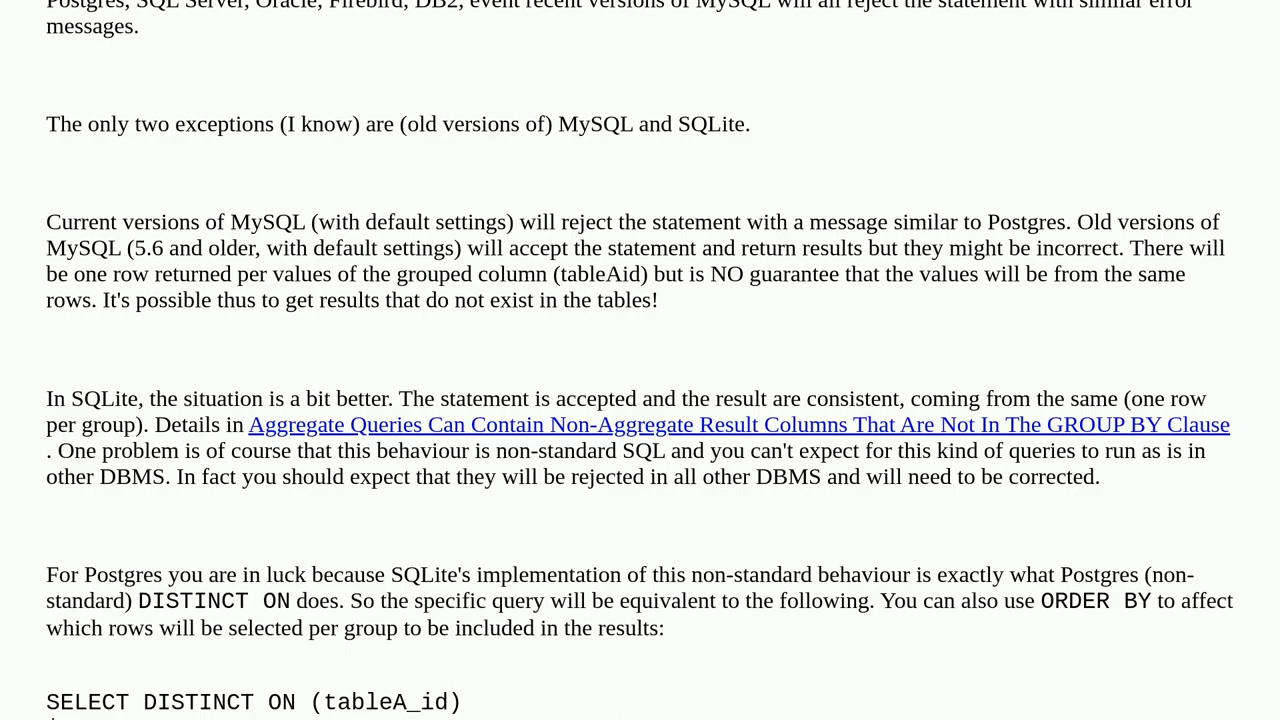 Postgres, SQL Server, Oracle, Firebird, DB2, event recent versions of MySQL will all reject the statement with similar error
messages.
The only two exceptions (I know) are (old versions of) MySQL and SQLite.
Current versions of MySQL (with default settings) will reject the statement with a message similar to Postgres. Old versions of
MySQL (5.6 and older, with default settings) will accept the statement and return results but they might be incorrect. There will
be one row returned per values of the grouped column (tableAid) but is NO guarantee that the values will be from the same
rows. It's possible thus to get results that do not exist in the tables!
In SQLite, the situation is a bit better. The statement is accepted and the result are consistent, coming from the same (one row
per group). Details in Aggregate Queries Can Contain Non-Aggregate Result Columns That Are Not In The GROUP BY Clause
. One problem is of course that this behaviour is non-standard SQL and you can't expect for this kind of queries to run as is in
other DBMS. In fact you should expect that they will be rejected in all other DBMS and will need to be corrected.
For Postgres you are in luck because SQLite's implementation of this non-standard behaviour is exactly what Postgres (non-
standard) DISTINCT ON does. So the specific query will be equivalent to the following. You can also use ORDER BY to affect
which rows will be selected per group to be included in the results:
SELECT DISTINCT ON (tableA_id)